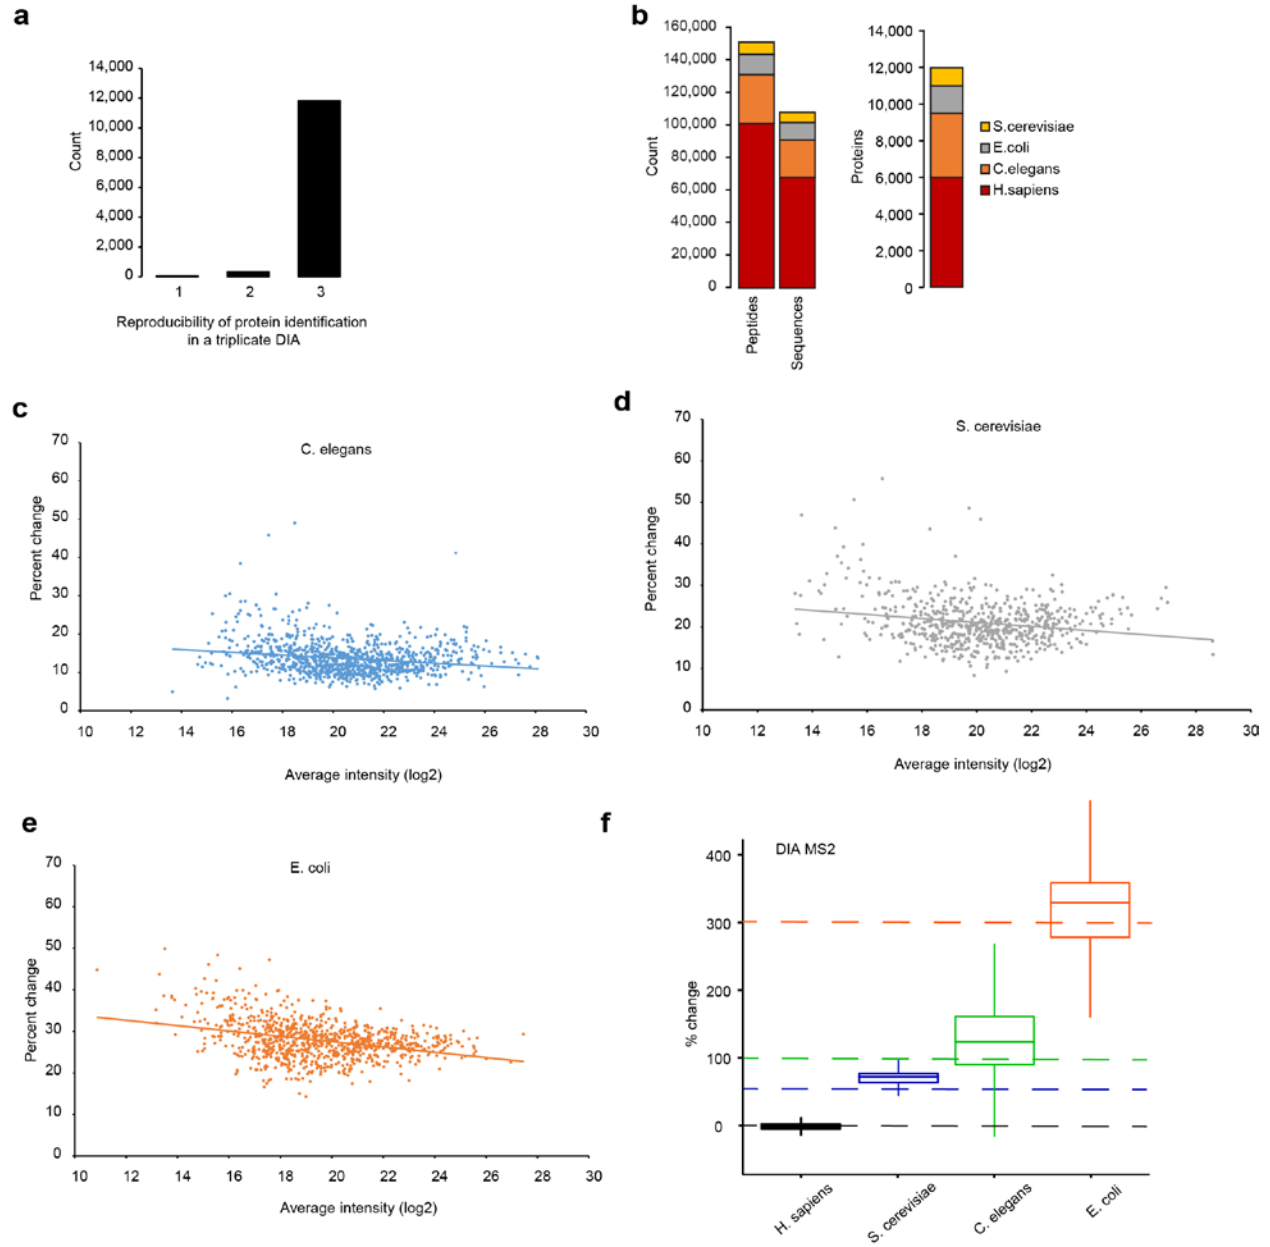 a
14,000
12,000
10,000
8,000
6,000
4,000
2,000
0
Count
1 2 3
Reproducibility of protein identification
in a triplicate DIA
b
160,000
140,000
120,000
100,000
80,000
60,000
40,000
20,000
0
Count
Peptides
Sequences
14,000
12,000
10,000
8,000
6,000
4,000
2,000
0
Proteins
S.cerevisiae
E.coli
C.elegans
H.sapiens
c
C. elegans
70
60
50
40
30
20
10
0
Percent change
10 12 14 16 18 20 22 24 26 28 30
Average intensity (log2)
d
S. cerevisiae
70
60
50
40
30
20
10
0
Percent change
10 12 14 16 18 20 22 24 26 28 30
Average intensity (log2)
e
E. coli
70
60
50
40
30
20
10
0
Percent change
10 12 14 16 18 20 22 24 26 28 30
Average intensity (log2)
f
DIA MS2
400
300
200
100
0
% change
H. sapiens
S. cerevisiae
C. elegans
E. coli